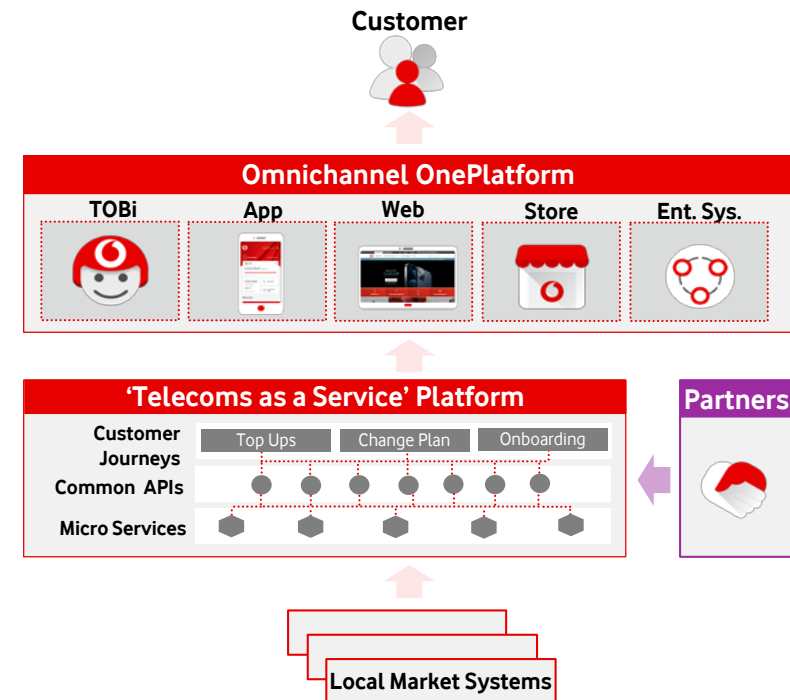 Customer
Omnichannel OnePlatform
TOBi
App
Web
Store
Ent. Sys.
‘Telecoms as a Service’ Platform
Partners
Customer
Journeys
Top Ups
Change Plan
Onboarding
Common APIs
Micro Services
Local Market Systems